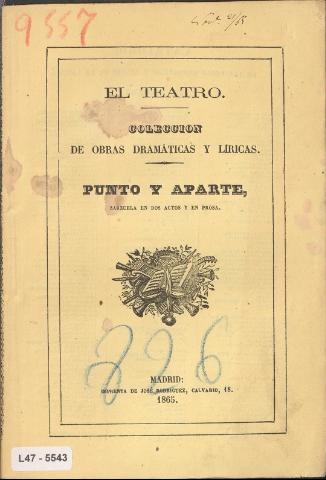 9557
EL TEATRO.
COLECCION
DE OBRAS DRAMÁTICAS Y LÍRICAS.
PUNTO Y APARTE,
ZARZUELA EN DOS ACTOS Y EN PROSA.
226
MADRID:
IMPRENTA DE JOSÉ RODRIGUEZ, CALVARIO, 18.
1865.
L47 - 5543